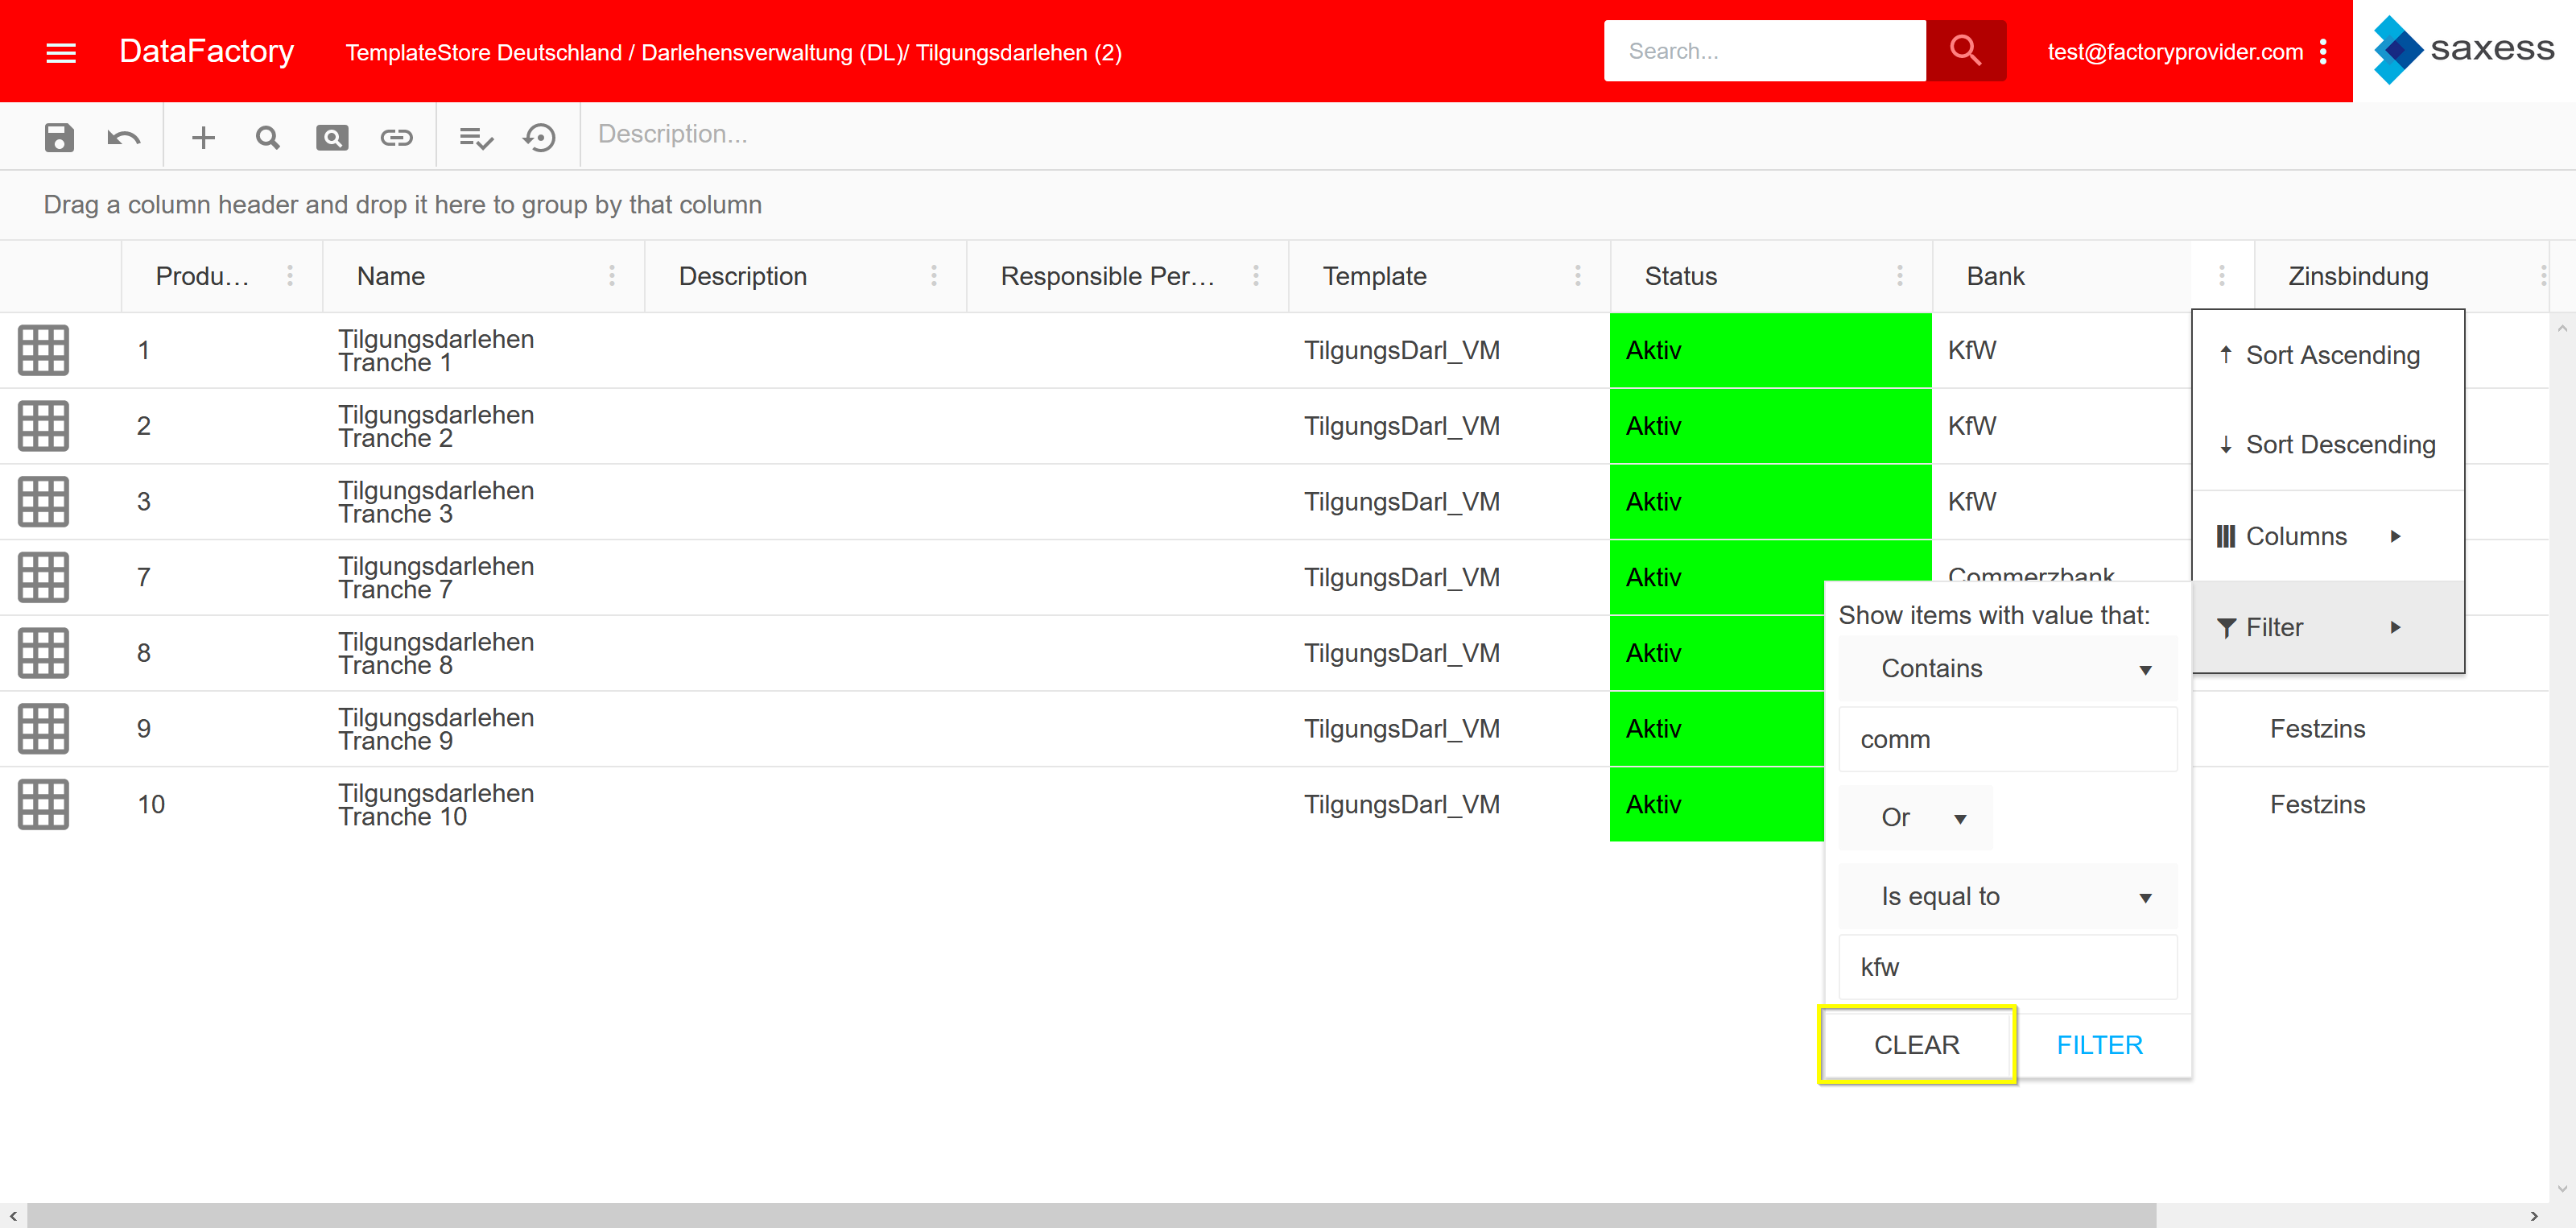 DataFactory
TemplateStore Deutschland / Darlehensverwaltung (DL)/ Tilgungsdarlehen (2)
Search...
test@factoryprovider.com
saxess
Description...
Drag a column header and drop it here to group by that column
Produ...
Name
Description
Responsible Per...
Template
Status
Bank
Zinsbindung
1
Tilgungsdarlehen
Tranche 1
TilgungsDarl_VM
Aktiv
KfW
2
Tilgungsdarlehen
Tranche 2
TilgungsDarl_VM
Aktiv
KfW
3
Tilgungsdarlehen
Tranche 3
TilgungsDarl_VM
Aktiv
KfW
7
Tilgungsdarlehen
Tranche 7
TilgungsDarl_VM
Aktiv
Commerzbank
8
Tilgungsdarlehen
Tranche 8
TilgungsDarl_VM
Aktiv
9
Tilgungsdarlehen
Tranche 9
TilgungsDarl_VM
Aktiv
Festzins
10
Tilgungsdarlehen
Tranche 10
TilgungsDarl_VM
Aktiv
Festzins
Sort Ascending
Sort Descending
Columns
Filter
Show items with value that:
Contains
comm
Or
Is equal to
kfw
CLEAR
FILTER